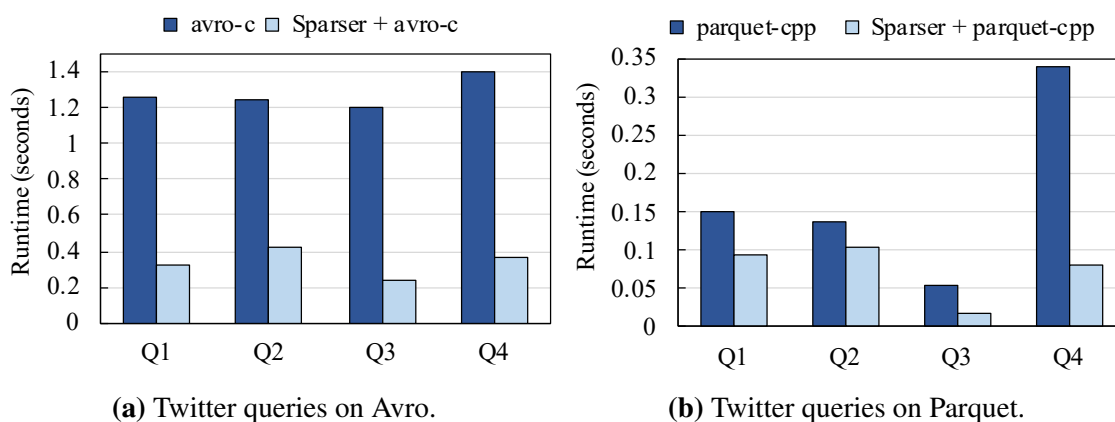 avro-c Sparser + avro-c
Runtime (seconds)
1.4
1.2
1
0.8
0.6
0.4
0.2
0
Q1 Q2 Q3 Q4
(a) Twitter queries on Avro.
parquet-cpp Sparser + parquet-cpp
Runtime (seconds)
0.35
0.3
0.25
0.2
0.15
0.1
0.05
0
Q1 Q2 Q3 Q4
(b) Twitter queries on Parquet.